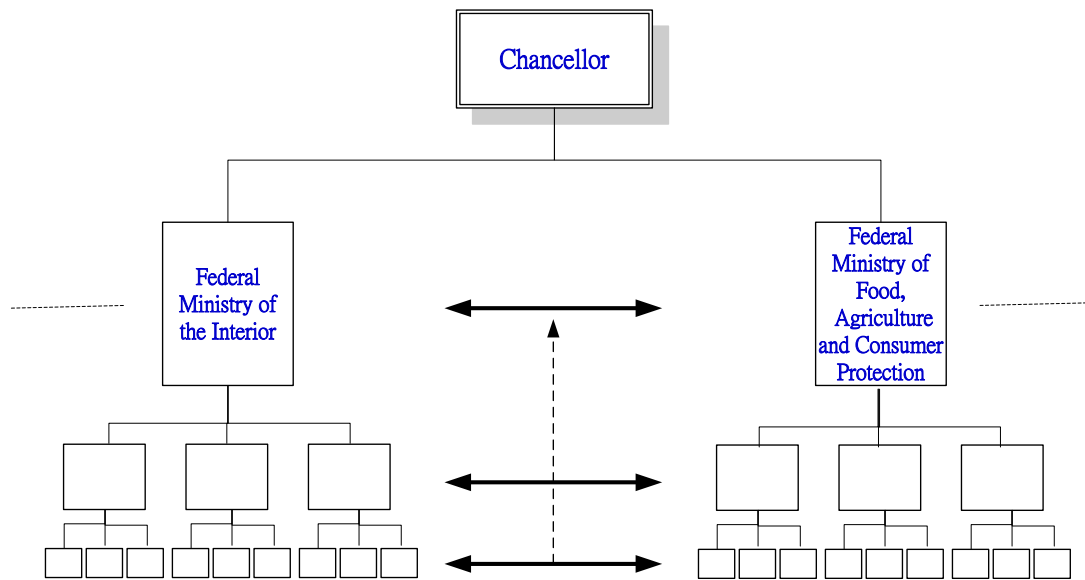 Chancellor
Federal
Ministry of
the Interior
Federal
Ministry of
Food,
Agriculture
and Consumer
Protection